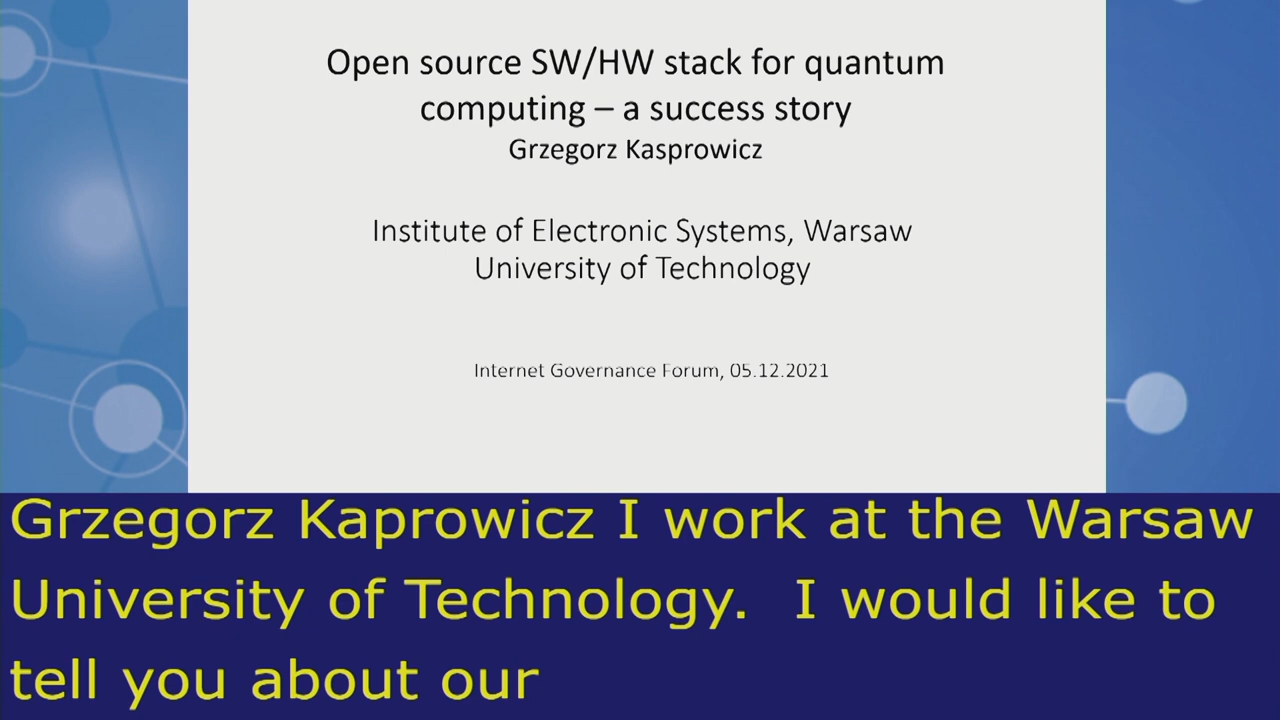 Open source SW/HW stack for quantum
computing – a success story
Grzegorz Kasprowicz
Institute of Electronic Systems, Warsaw
University of Technology
Internet Governance Forum, 05.12.2021
Grzegorz Kaprowicz I work at the Warsaw
University of Technology.  I would like to
tell you about our